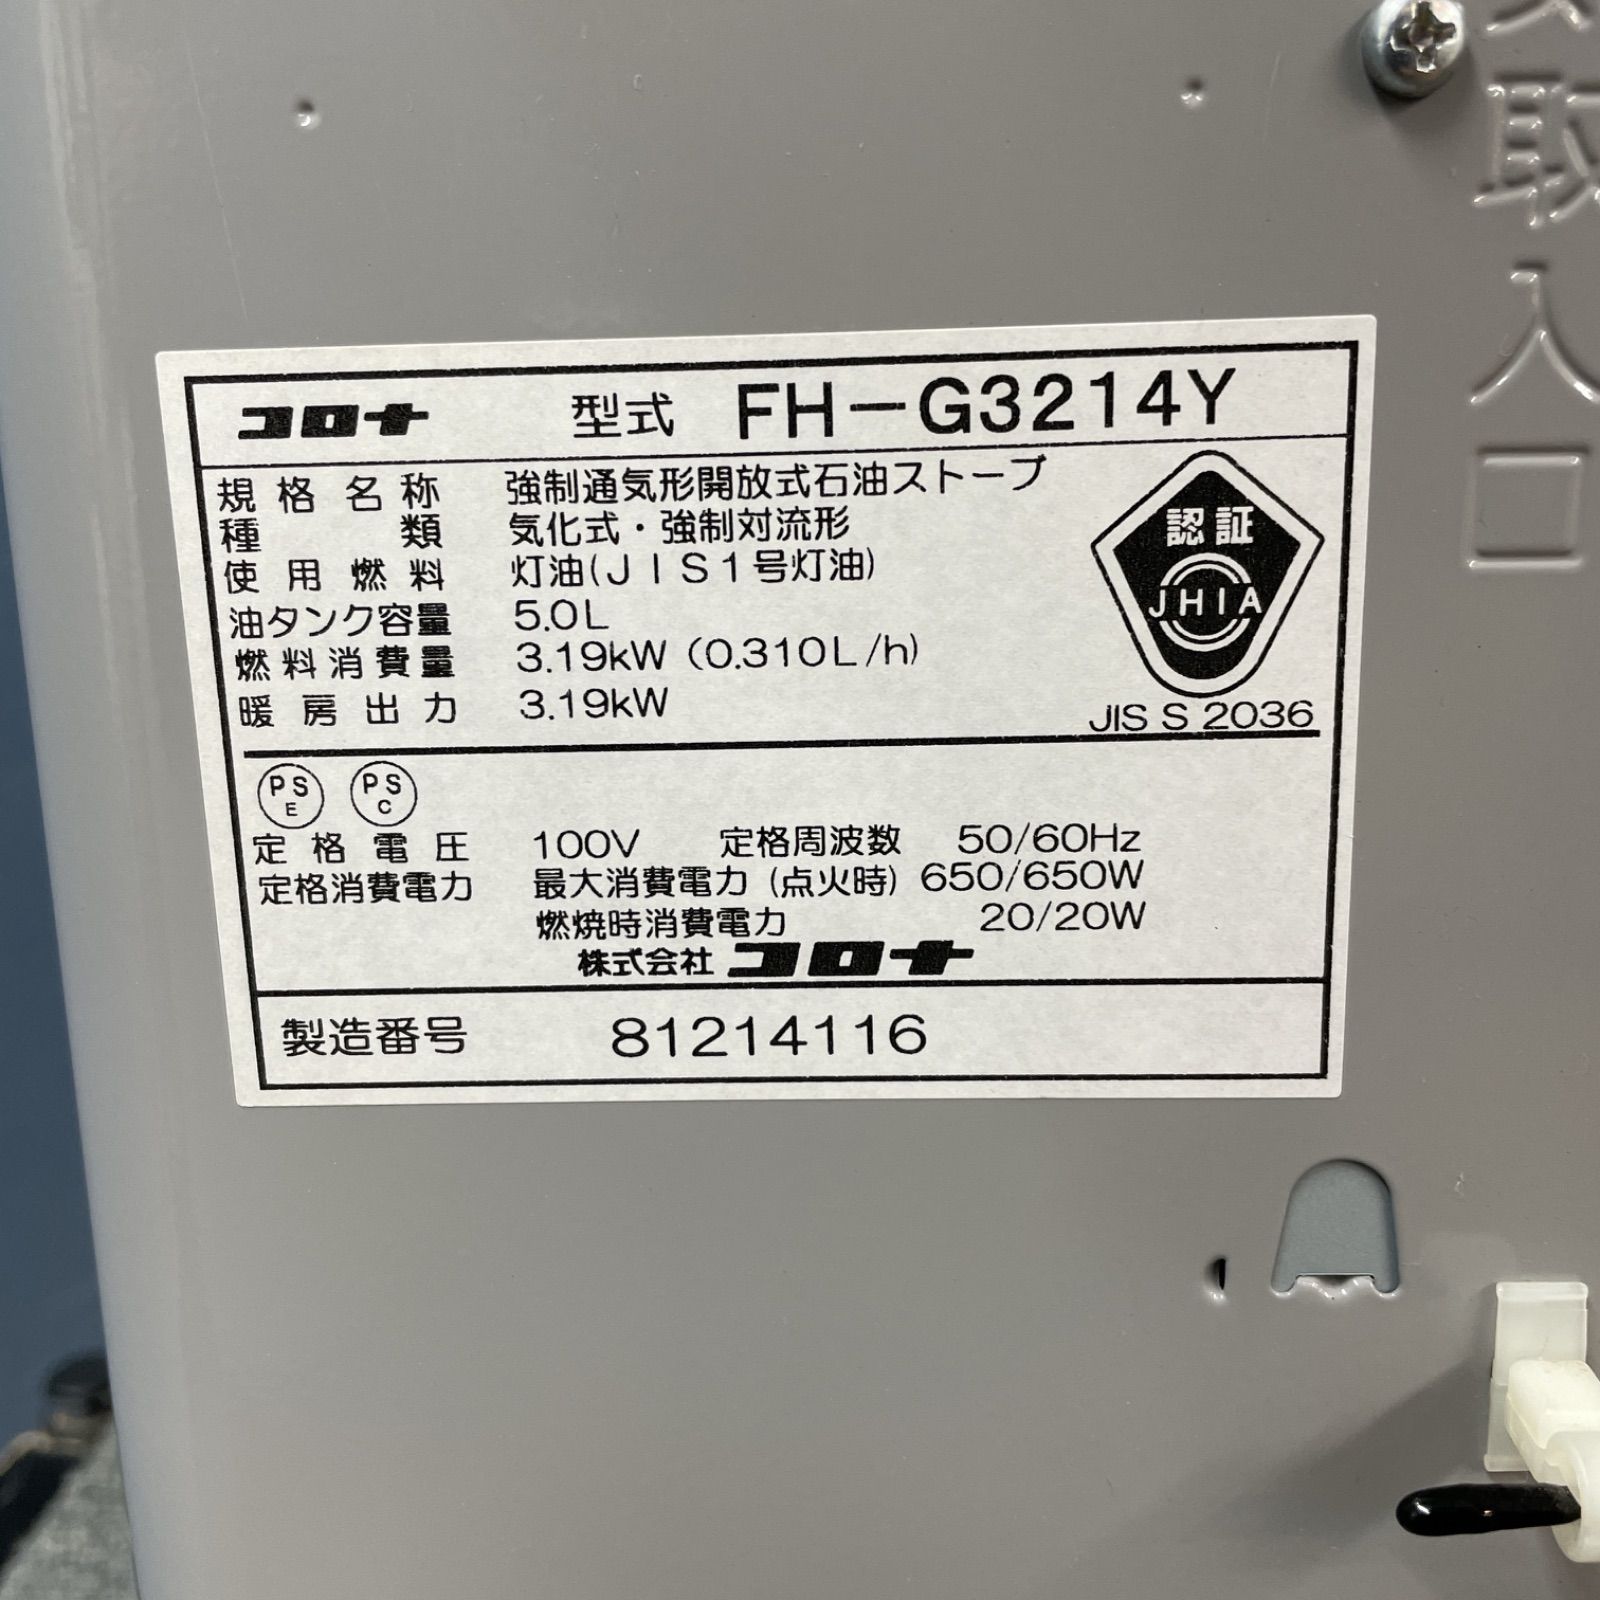 コロナ 型式 FH-G3214Y
規格名称 強制通気形開放式石油ストーブ
種類 気化式・強制対流形
使用燃料 灯油(JIS1号灯油)
油タンク容量 5.0L
燃料消費量 3.19kW (0.310L/h)
暖房出力 3.19kW
認証
JHIA
JIS S 2036
PS E PS C
定格電圧 100V 定格周波数 50/60Hz
定格消費電力 最大消費電力 (点火時) 650/650W
燃焼時消費電力 20/20W
株式会社 コロナ
製造番号 81214116
取入口